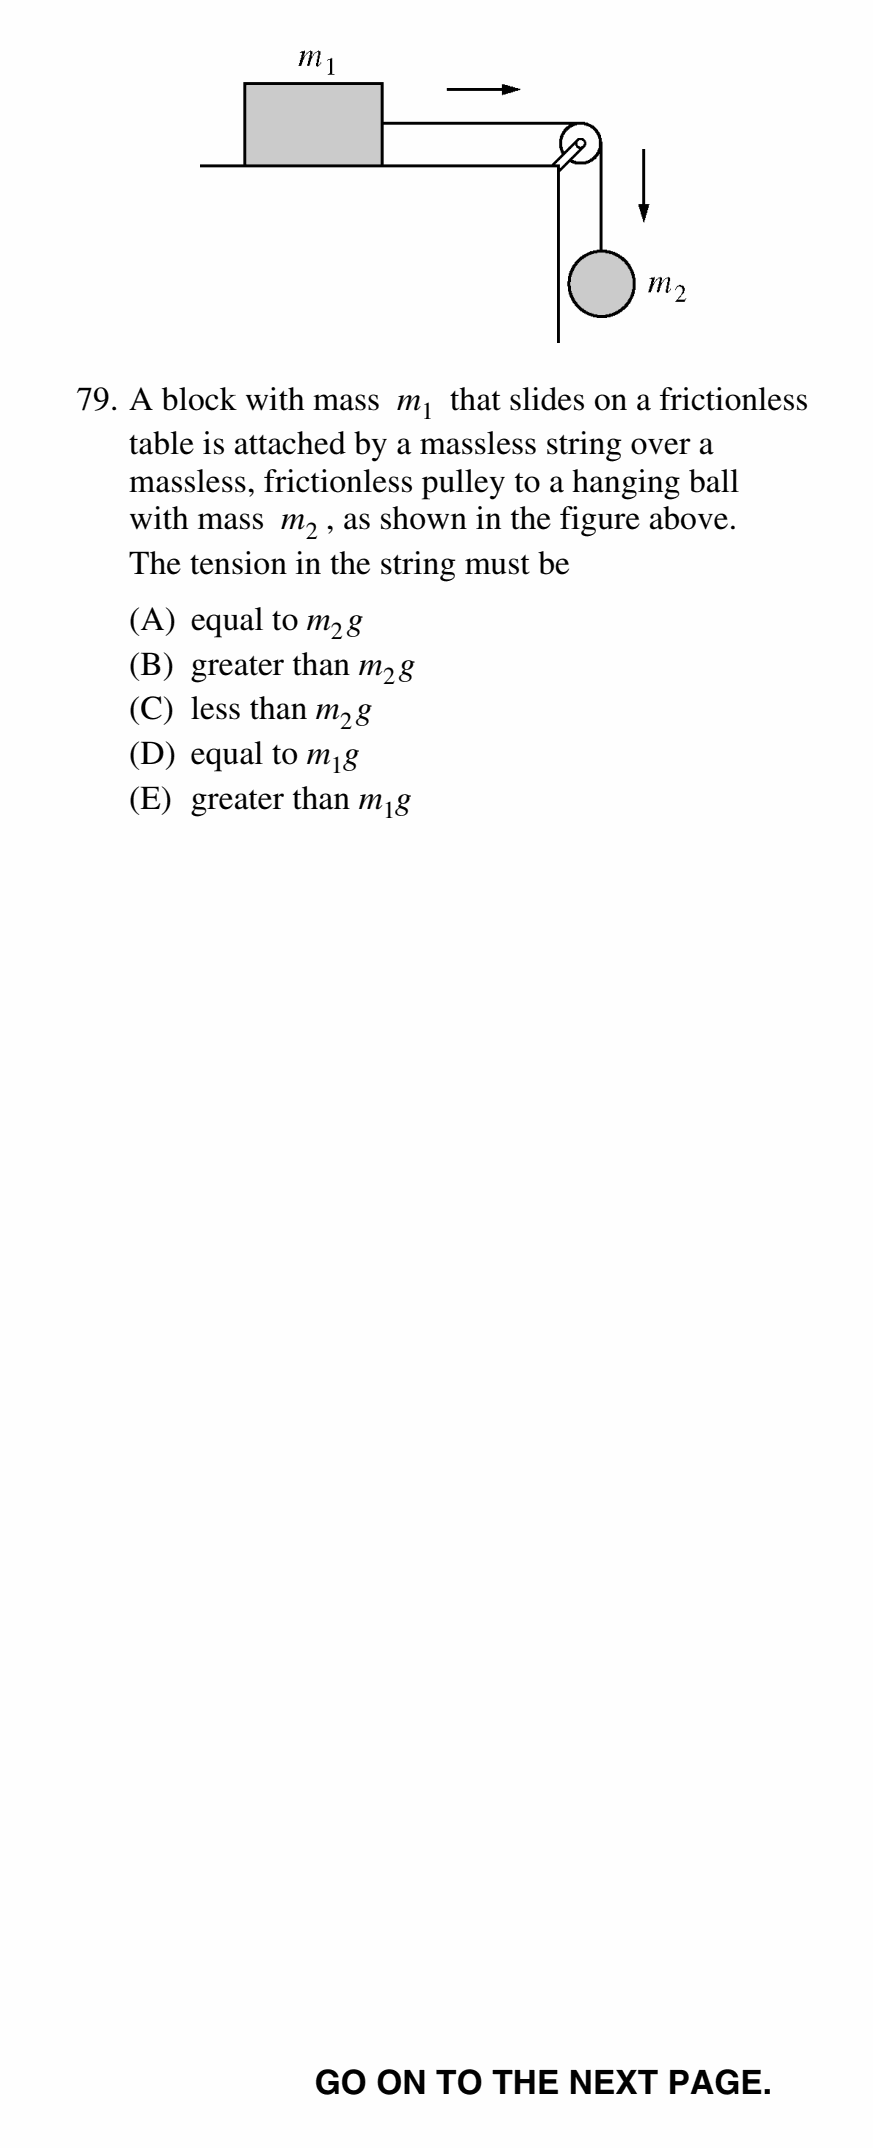 m₁
m₂
79. A block with mass m₁ that slides on a frictionless
table is attached by a massless string over a
massless, frictionless pulley to a hanging ball
with mass m₂ , as shown in the figure above.
The tension in the string must be
(A) equal to m₂g
(B) greater than m₂g
(C) less than m₂g
(D) equal to m₁g
(E) greater than m₁g
GO ON TO THE NEXT PAGE.